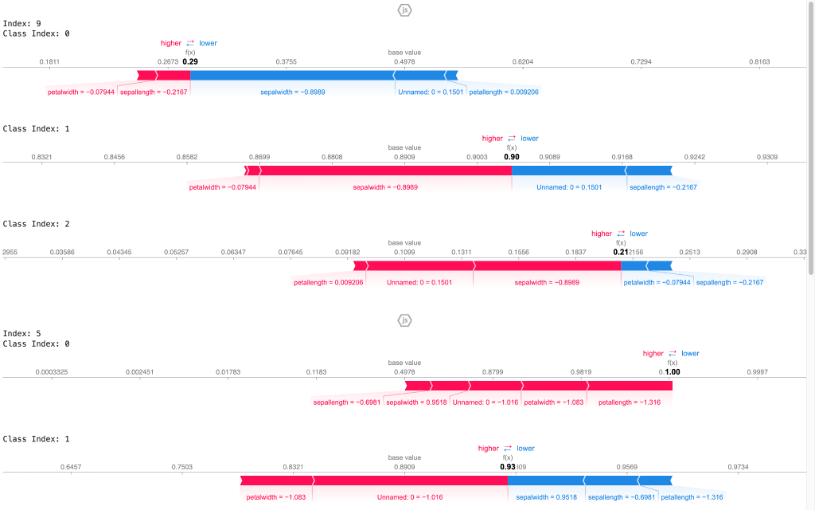 js
Index: 9
Class Index: 0
higher ⇄ lower
f(x) base value
0.1811 0.2673 0.29 0.3755 0.4978 0.6204 0.7294 0.8103
petalwidth = −0.07944 sepallength = −0.2167 sepalwidth = −0.8989 Unnamed: 0 = 0.1501 petallength = 0.009206
Class Index: 1
higher ⇄ lower
base value f(x)
0.8321 0.8456 0.8582 0.8699 0.8808 0.8909 0.9003 0.90 0.9089 0.9168 0.9242 0.9309
petalwidth = −0.07944 sepalwidth = −0.8989 Unnamed: 0 = 0.1501 sepallength = −0.2167
Class Index: 2
higher ⇄ lower
base value f(x)
2955 0.03586 0.04345 0.05257 0.06347 0.07645 0.09182 0.1099 0.1311 0.1556 0.1837 0.21 2156 0.2513 0.2908 0.33
petallength = 0.009206 Unnamed: 0 = 0.1501 sepalwidth = −0.8989 petalwidth = −0.07944 sepallength = −0.2167
js
Index: 5
Class Index: 0
higher ⇄ lower
base value f(x)
0.0003325 0.002451 0.01783 0.1183 0.4978 0.8799 0.9819 1.00 0.9997
sepallength = −0.6981 sepalwidth = 0.9518 Unnamed: 0 = −1.016 petalwidth = −1.083 petallength = −1.316
Class Index: 1
higher ⇄ lower
base value f(x)
0.6457 0.7503 0.8321 0.8909 0.93 0.9569 0.9734
petalwidth = −1.083 Unnamed: 0 = −1.016 sepalwidth = 0.9518 sepallength = −0.6981 petallength = −1.316